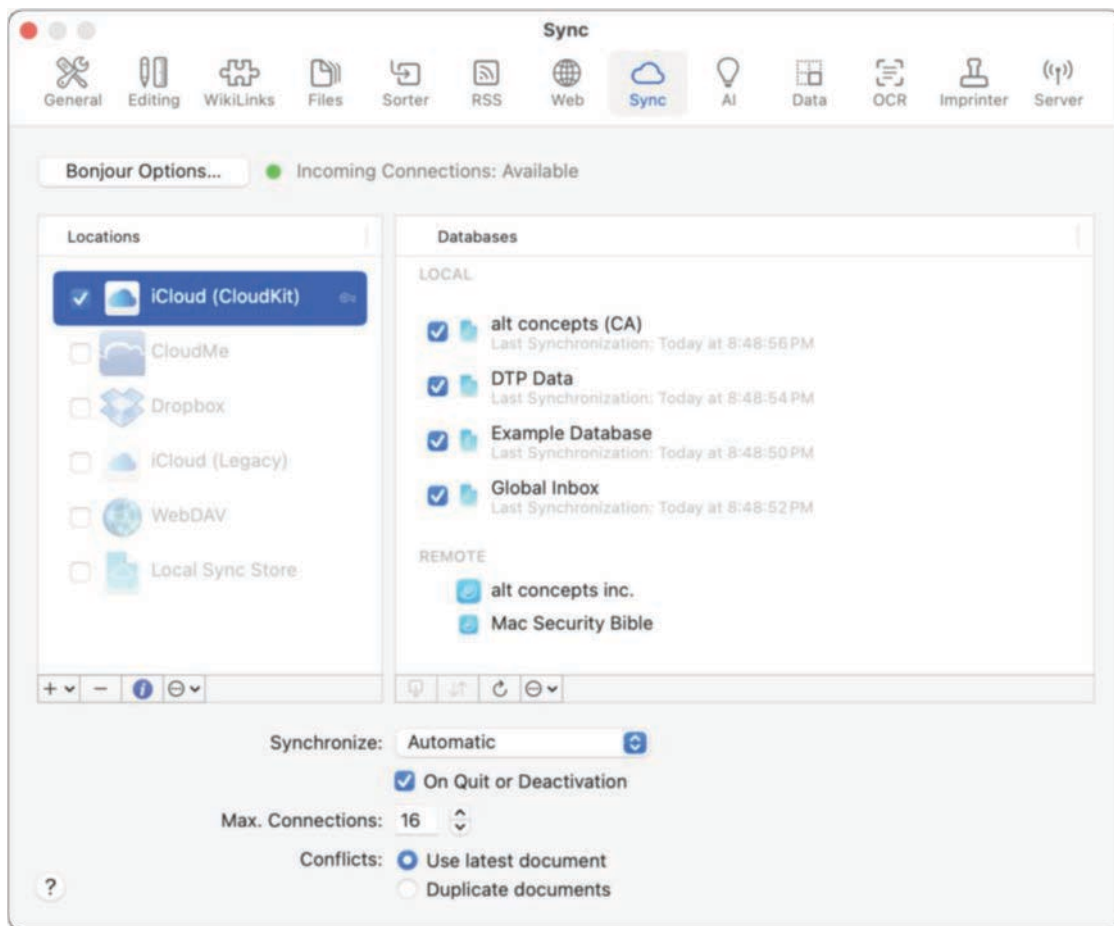 Sync
General Editing WikiLinks Files Sorter RSS Web Sync AI Data OCR Imprinter Server
Bonjour Options... Incoming Connections: Available
Locations
iCloud (CloudKit)
CloudMe
Dropbox
iCloud (Legacy)
WebDAV
Local Sync Store
Databases
LOCAL
alt concepts (CA)
Last Synchronization: Today at 8:48:56 PM
DTP Data
Last Synchronization: Today at 8:48:54 PM
Example Database
Last Synchronization: Today at 8:48:50 PM
Global Inbox
Last Synchronization: Today at 8:48:52 PM
REMOTE
alt concepts inc.
Mac Security Bible
Synchronize: Automatic
On Quit or Deactivation
Max. Connections: 16
Conflicts: Use latest document
Duplicate documents
?